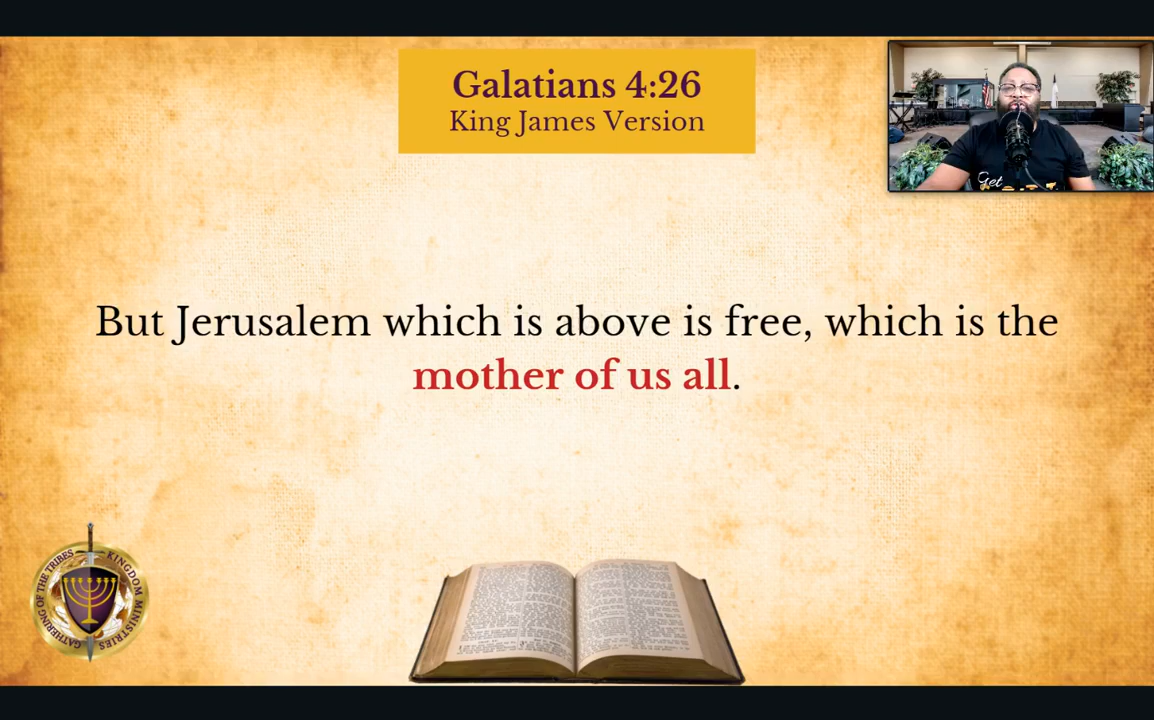 Galatians 4:26
King James Version
Get
But Jerusalem which is above is free, which is the
mother of us all.
GATHERING OF THE TRIBES
KINGDOM MINISTRIES